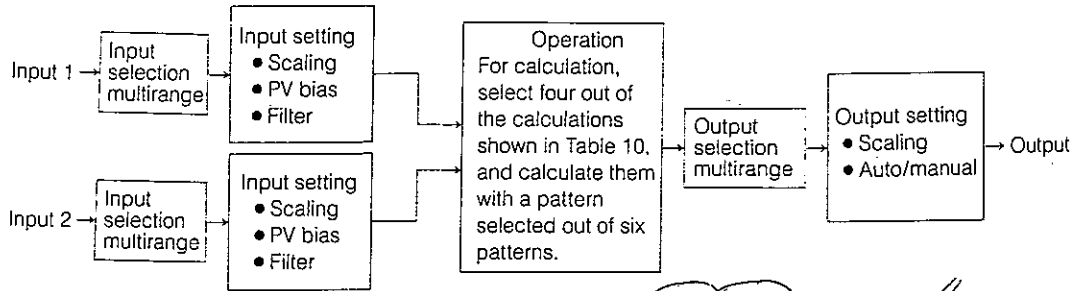 Input 1
Input
selection
multirange
Input setting
● Scaling
● PV bias
● Filter
Input 2
Input
selection
multirange
Input setting
● Scaling
● PV bias
● Filter
Operation
For calculation,
select four out of
the calculations
shown in Table 10,
and calculate them
with a pattern
selected out of six
patterns.
Output
selection
multirange
Output setting
● Scaling
● Auto/manual
Output